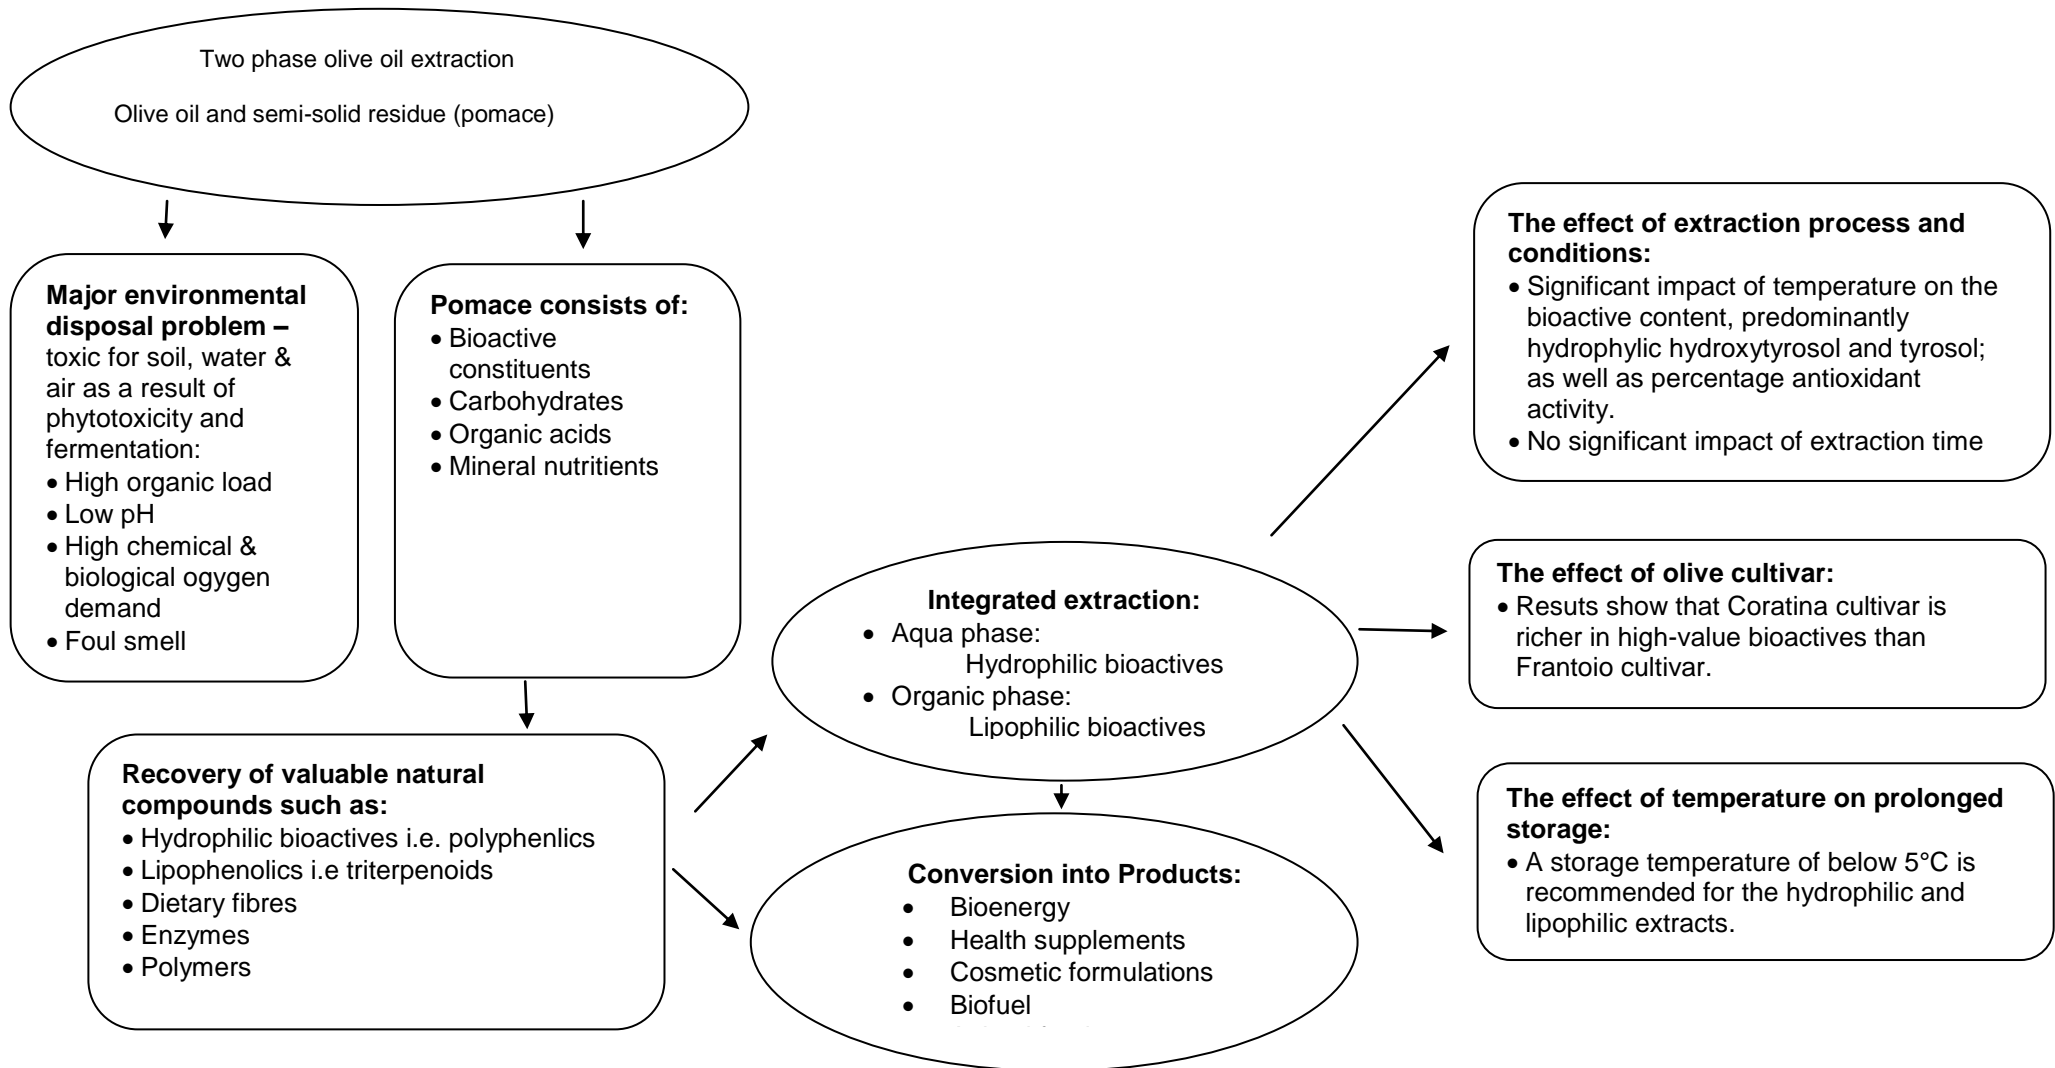 Two phase olive oil extraction
Olive oil and semi-solid residue (pomace)
Major environmental
disposal problem –
toxic for soil, water &
air as a result of
phytotoxicity and
fermentation:
• High organic load
• Low pH
• High chemical &
biological ogygen
demand
• Foul smell
Pomace consists of:
• Bioactive
constituents
• Carbohydrates
• Organic acids
• Mineral nutritients
Recovery of valuable natural
compounds such as:
• Hydrophilic bioactives i.e. polyphenlics
• Lipophenolics i.e triterpenoids
• Dietary fibres
• Enzymes
• Polymers
Integrated extraction:
• Aqua phase:
Hydrophilic bioactives
• Organic phase:
Lipophilic bioactives
Conversion into Products:
• Bioenergy
• Health supplements
• Cosmetic formulations
• Biofuel
The effect of extraction process and
conditions:
• Significant impact of temperature on the
bioactive content, predominantly
hydrophylic hydroxytyrosol and tyrosol;
as well as percentage antioxidant
activity.
• No significant impact of extraction time
The effect of olive cultivar:
• Resuts show that Coratina cultivar is
richer in high-value bioactives than
Frantoio cultivar.
The effect of temperature on prolonged
storage:
• A storage temperature of below 5°C is
recommended for the hydrophilic and
lipophilic extracts.